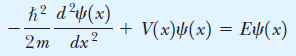 − ħ²/2m d²ψ(x)/dx² + V(x)ψ(x) = Eψ(x)